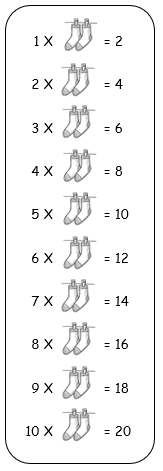 1 X = 2
2 X = 4
3 X = 6
4 X = 8
5 X = 10
6 X = 12
7 X = 14
8 X = 16
9 X = 18
10 X = 20